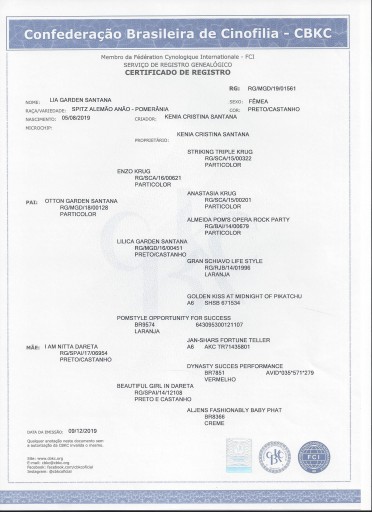 Confederação Brasileira de Cinofilia - CBKC
Membro da Fédération Cynologique Internationale - FCI
SERVIÇO DE REGISTRO GENEALÓGICO
CERTIFICADO DE REGISTRO
RG: RG/MGD/19/01561
NOME: LIA GARDEN SANTANA SEXO: FÊMEA
RAÇA/VARIEDADE: SPITZ ALEMÃO ANÃO - POMERÂNIA COR: PRETO/CASTANHO
NASCIMENTO: 05/08/2019 CRIADOR: KENIA CRISTINA SANTANA
MICROCHIP:
KENIA CRISTINA SANTANA
PROPRIETÁRIO:
STRIKING TRIPLE KRUG
RG/SCA/15/00322
PARTICOLOR
ENZO KRUG
RG/SCA/16/00621
PARTICOLOR
ANASTASIA KRUG
RG/SCA/15/00201
PARTICOLOR
PAI: OTTON GARDEN SANTANA
RG/MGD/18/00128
PARTICOLOR
ALMEIDA POM'S OPERA ROCK PARTY
RG/BAI/14/00679
PARTICOLOR
LILICA GARDEN SANTANA
RG/MGD/16/00451
PRETO/CASTANHO
GRAN SCHIAVO LIFE STYLE
RG/RJB/14/01996
LARANJA
GOLDEN KISS AT MIDNIGHT OF PIKATCHU
A6 SHSB 671534
POMSTYLE OPPORTUNITY FOR SUCCESS
BR8574 643095300121107
LARANJA
JAN-SHARS FORTUNE TELLER
A6 AKC TR71435801
MÃE: I AM NITTA DARETA
RG/SPA/17/06954
PRETO/CASTANHO
DYNASTY SUCCES PERFORMANCE
BR7851 AVID*035*571*279
VERMELHO
BEAUTIFUL GIRL IN DARETA
RG/SPA/14/12108
PRETO E CASTANHO
ALJENS FASHIONABLY BABY PHAT
BR8366
CREME
DATA DA EMISSÃO: 09/12/2019
Qualquer anotação neste documento sem
a autorização da CBKC invalida o mesmo.
Site: www.cbkc.org
E-mail: cbkc@cbkc.org
Facebook: facebook.com/cbkcoficial
Instagram: @cbkcoficial
FCI